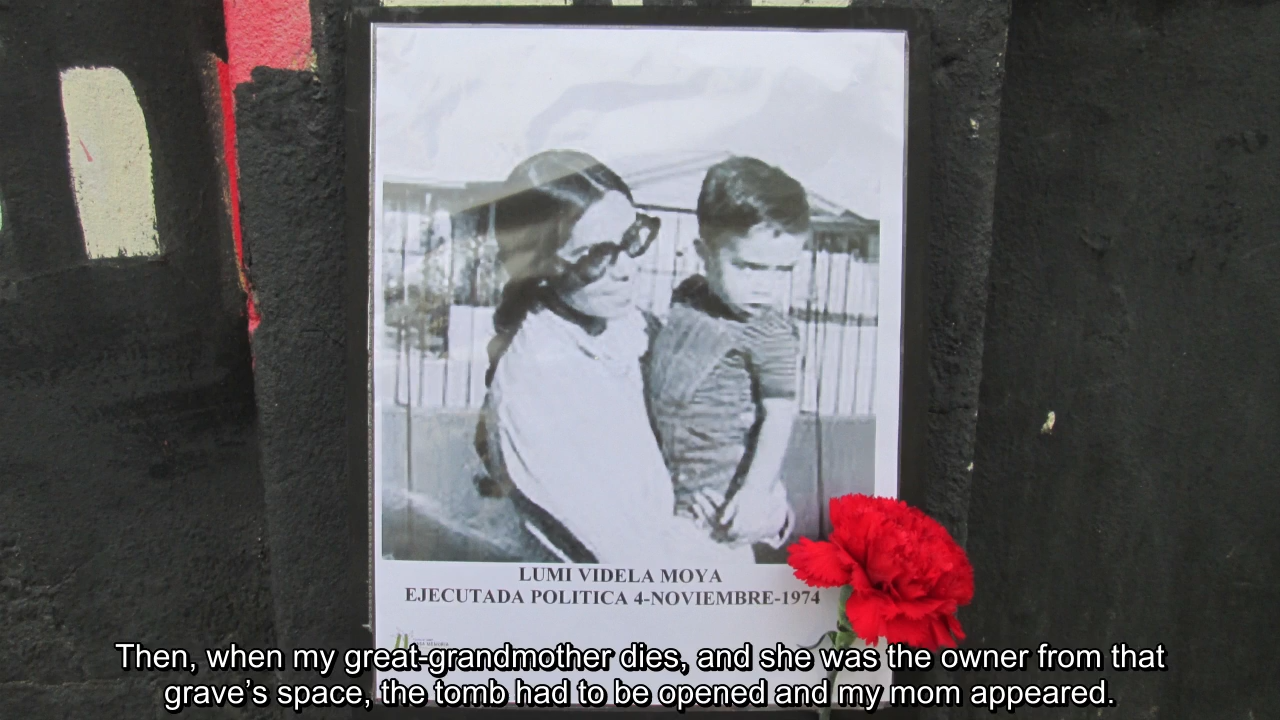 LUMI VIDELA MOYA
EJECUTADA POLITICA 4-NOVIEMBRE-1974
Then, when my great-grandmother dies, and she was the owner from that
grave's space, the tomb had to be opened and my mom appeared.